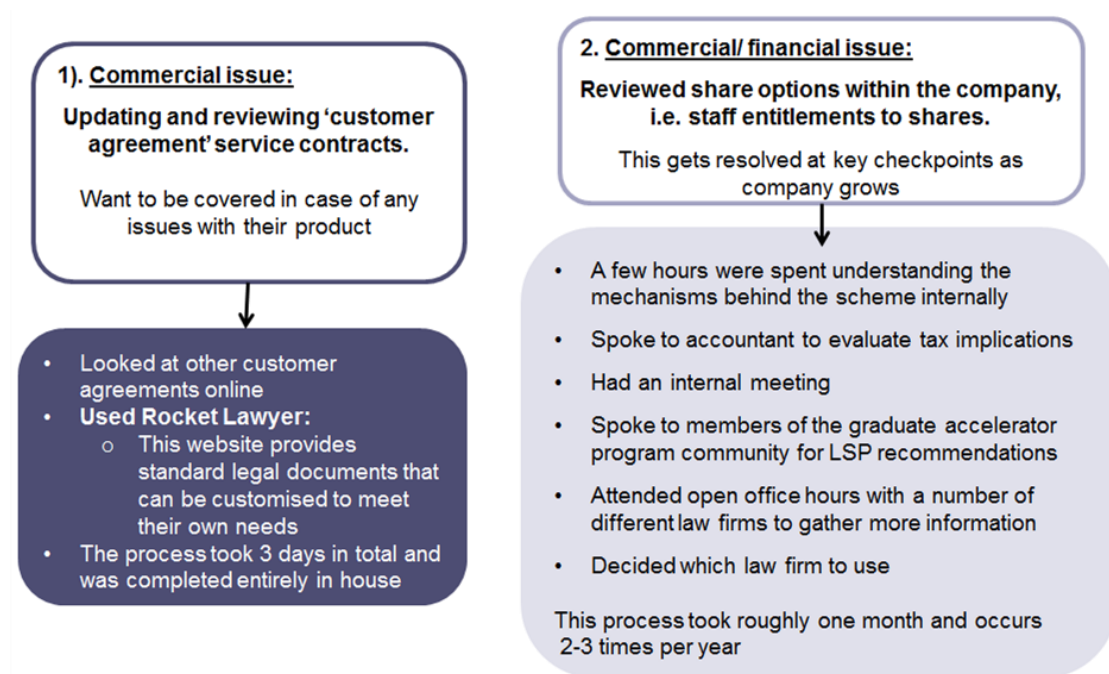 1). Commercial issue:
Updating and reviewing ‘customer
agreement’ service contracts.
Want to be covered in case of any
issues with their product
• Looked at other customer
agreements online
• Used Rocket Lawyer:
o This website provides
standard legal documents that
can be customised to meet
their own needs
• The process took 3 days in total and
was completed entirely in house
2. Commercial/ financial issue:
Reviewed share options within the company,
i.e. staff entitlements to shares.
This gets resolved at key checkpoints as
company grows
• A few hours were spent understanding the
mechanisms behind the scheme internally
• Spoke to accountant to evaluate tax implications
• Had an internal meeting
• Spoke to members of the graduate accelerator
program community for LSP recommendations
• Attended open office hours with a number of
different law firms to gather more information
• Decided which law firm to use
This process took roughly one month and occurs
2-3 times per year